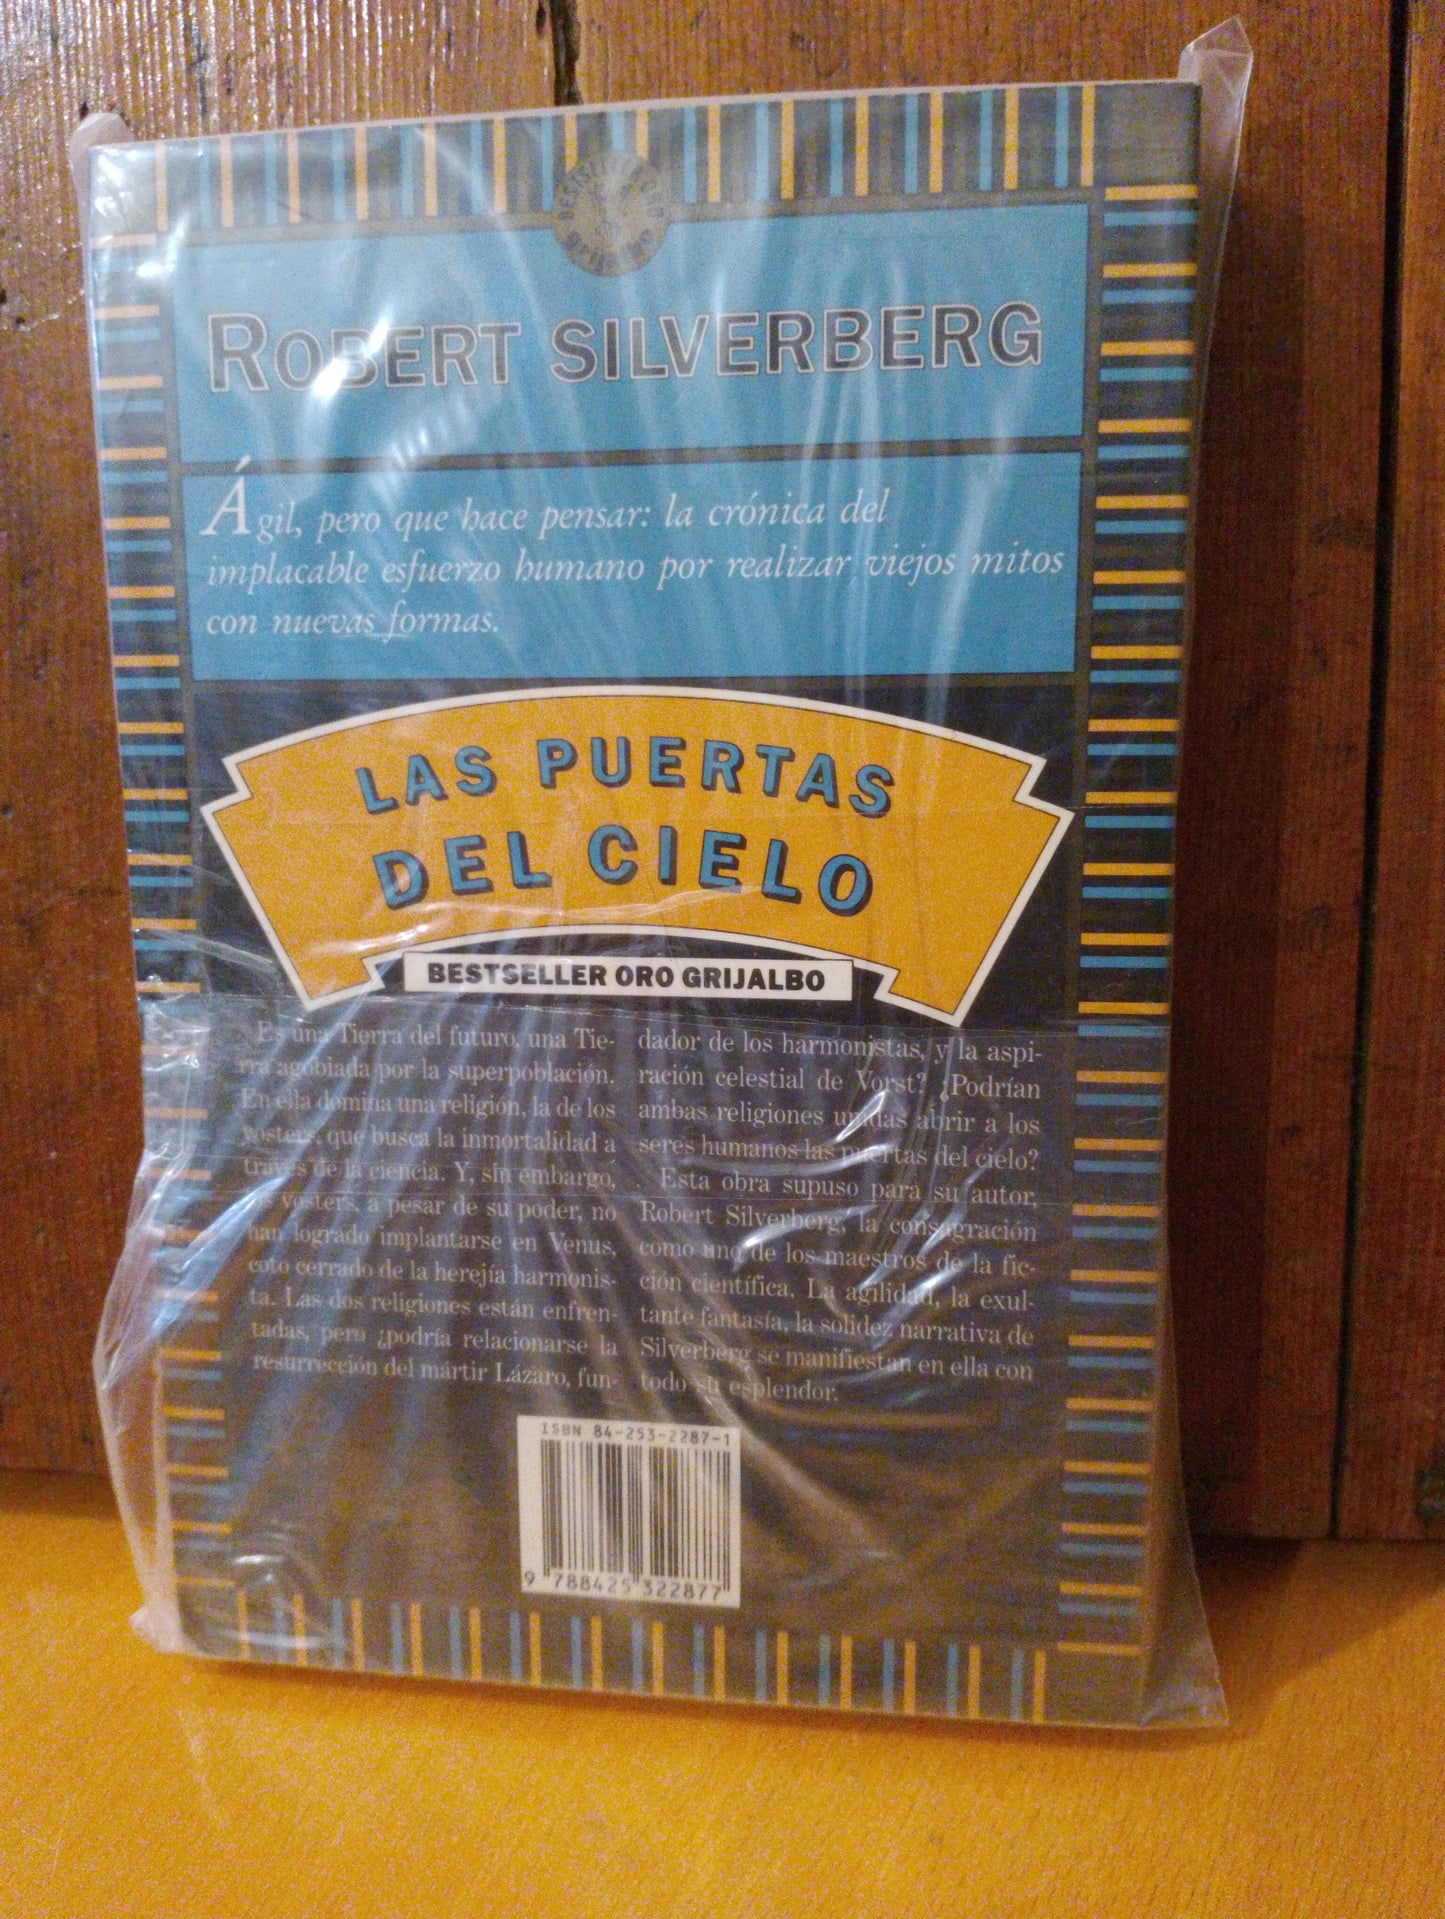 BESTSELLER ORO
GRIJALBO
ROBERT SILVERBERG
Ágil, pero que hace pensar: la crónica del
implacable esfuerzo humano por realizar viejos mitos
con nuevas formas.
LAS PUERTAS
DEL CIELO
BESTSELLER ORO GRIJALBO
Es una Tierra del futuro, una Tie-
rra agobiada por la superpoblación.
En ella domina una religión, la de los
vosters, que busca la inmortalidad a
través de la ciencia. Y, sin embargo,
los vosters, a pesar de su poder, no
han logrado implantarse en Venus,
coto cerrado de la herejía harmonis-
ta. Las dos religiones están enfren-
tadas, pero ¿podría relacionarse la
resurrección del mártir Lázaro, fun-
dador de los harmonistas, y la aspi-
ración celestial de Vorst? ¿Podrían
ambas religiones unidas abrir a los
seres humanos las puertas del cielo?
Esta obra supuso para su autor,
Robert Silverberg, la consagración
como uno de los maestros de la fic-
ción científica. La agilidad, la exul-
tante fantasía, la solidez narrativa de
Silverberg se manifiestan en ella con
todo su esplendor.
ISBN 84-253-2287-1
9 788425 322877